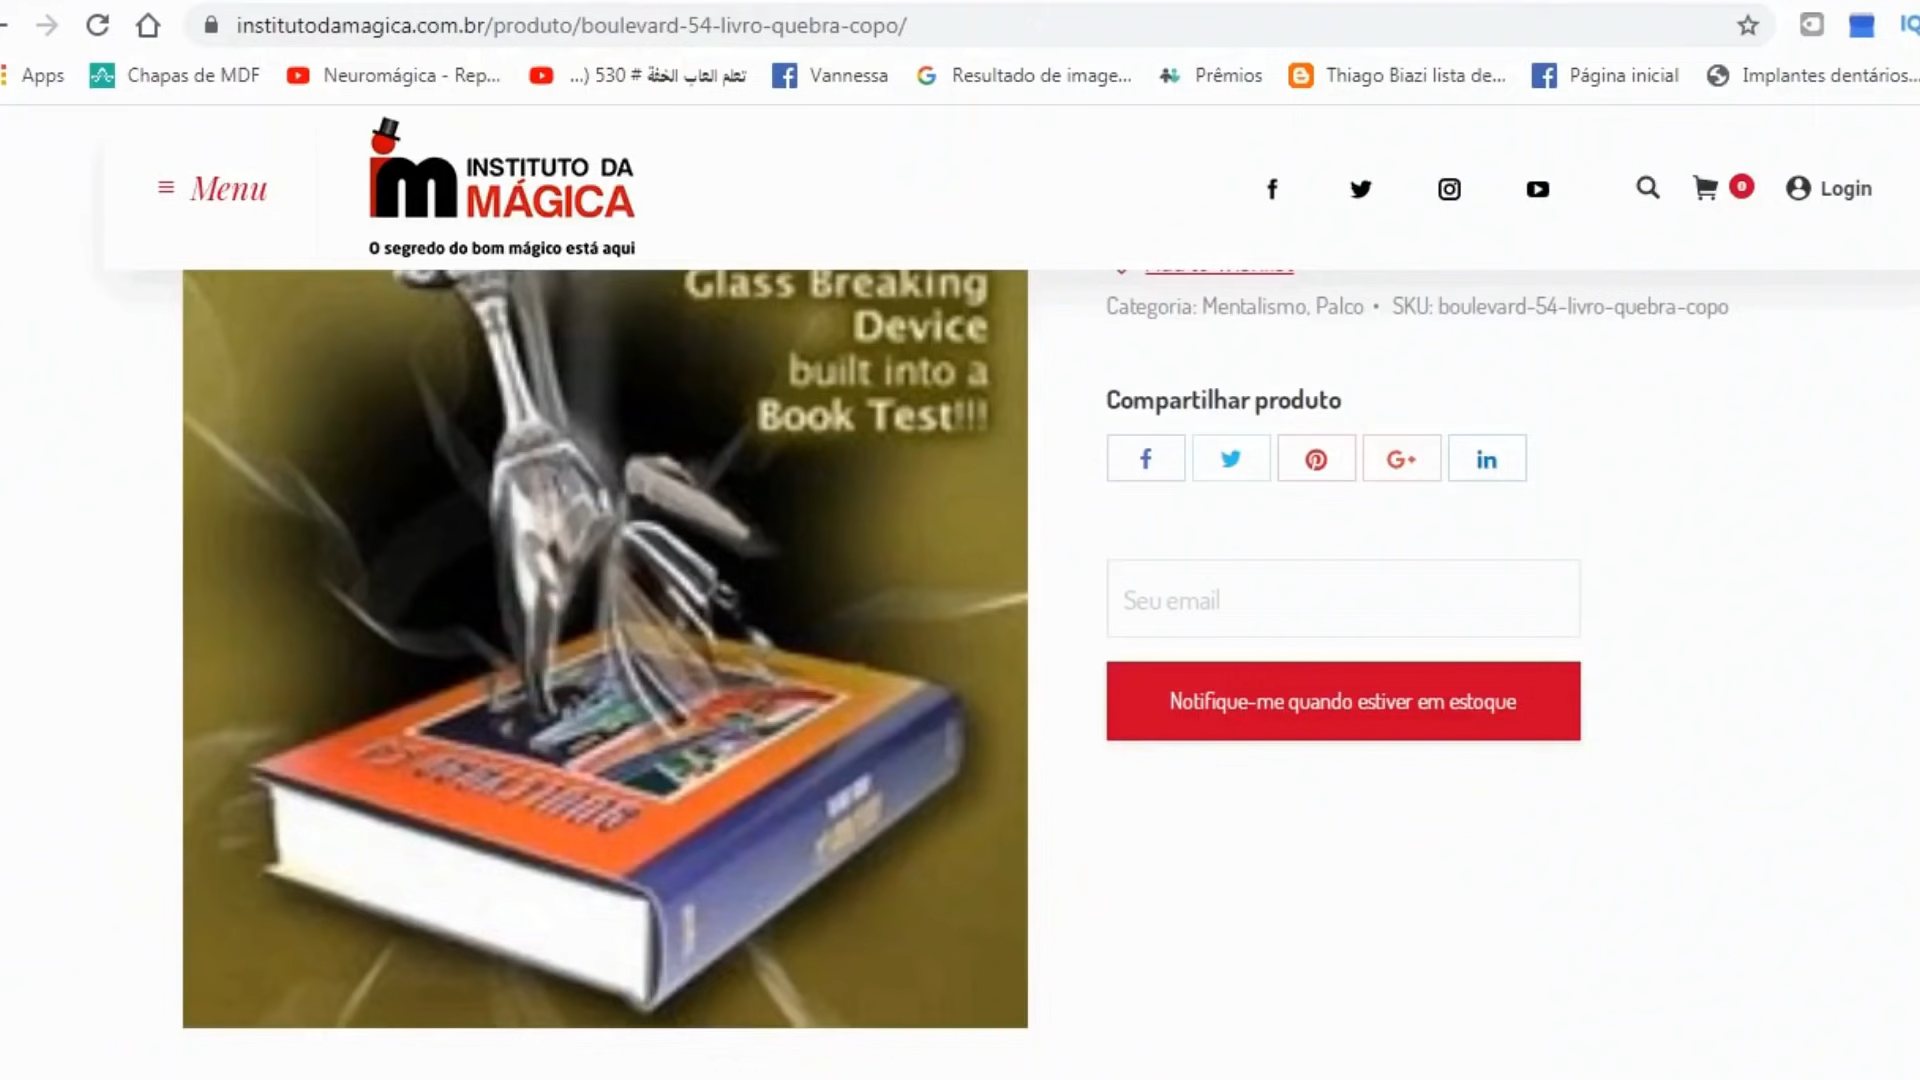 institutodamagica.com.br/produto/boulevard-54-livro-quebra-copo/
Apps
Chapas de MDF
Neuromágica - Rep...
تعلم العاب الخفة # 530 (...
Vannessa
Resultado de image...
Prêmios
Thiago Biazi lista de...
Página inicial
Implantes dentários...
Menu
INSTITUTO DA
MÁGICA
O segredo do bom mágico está aqui
0
Login
Glass Breaking
Device
built into a
Book Test!!!
Categoria: Mentalismo, Palco • SKU: boulevard-54-livro-quebra-copo
Compartilhar produto
Seu email
Notifique-me quando estiver em estoque